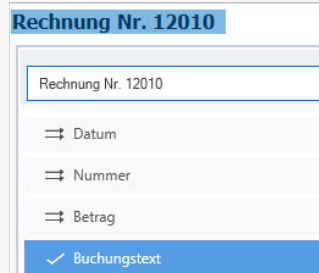 Rechnung Nr. 12010
Rechnung Nr. 12010
Datum
Nummer
Betrag
Buchungstext